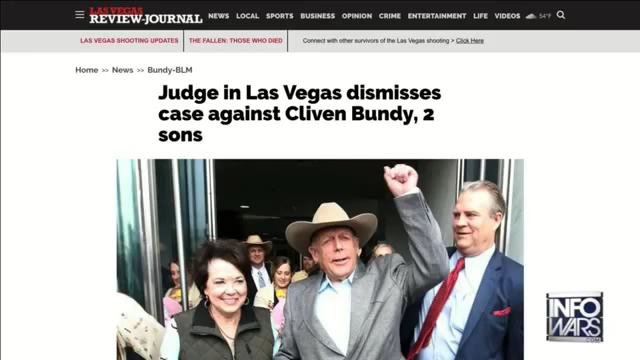 LAS VEGAS
REVIEW-JOURNAL NEWS LOCAL SPORTS BUSINESS OPINION CRIME ENTERTAINMENT LIFE VIDEOS 54°F
LAS VEGAS SHOOTING UPDATES THE FALLEN: THOSE WHO DIED Connect with other survivors of the Las Vegas shooting > Click Here
Home >> News >> Bundy-BLM
Judge in Las Vegas dismisses
case against Cliven Bundy, 2
sons
INFO
WARS
.COM